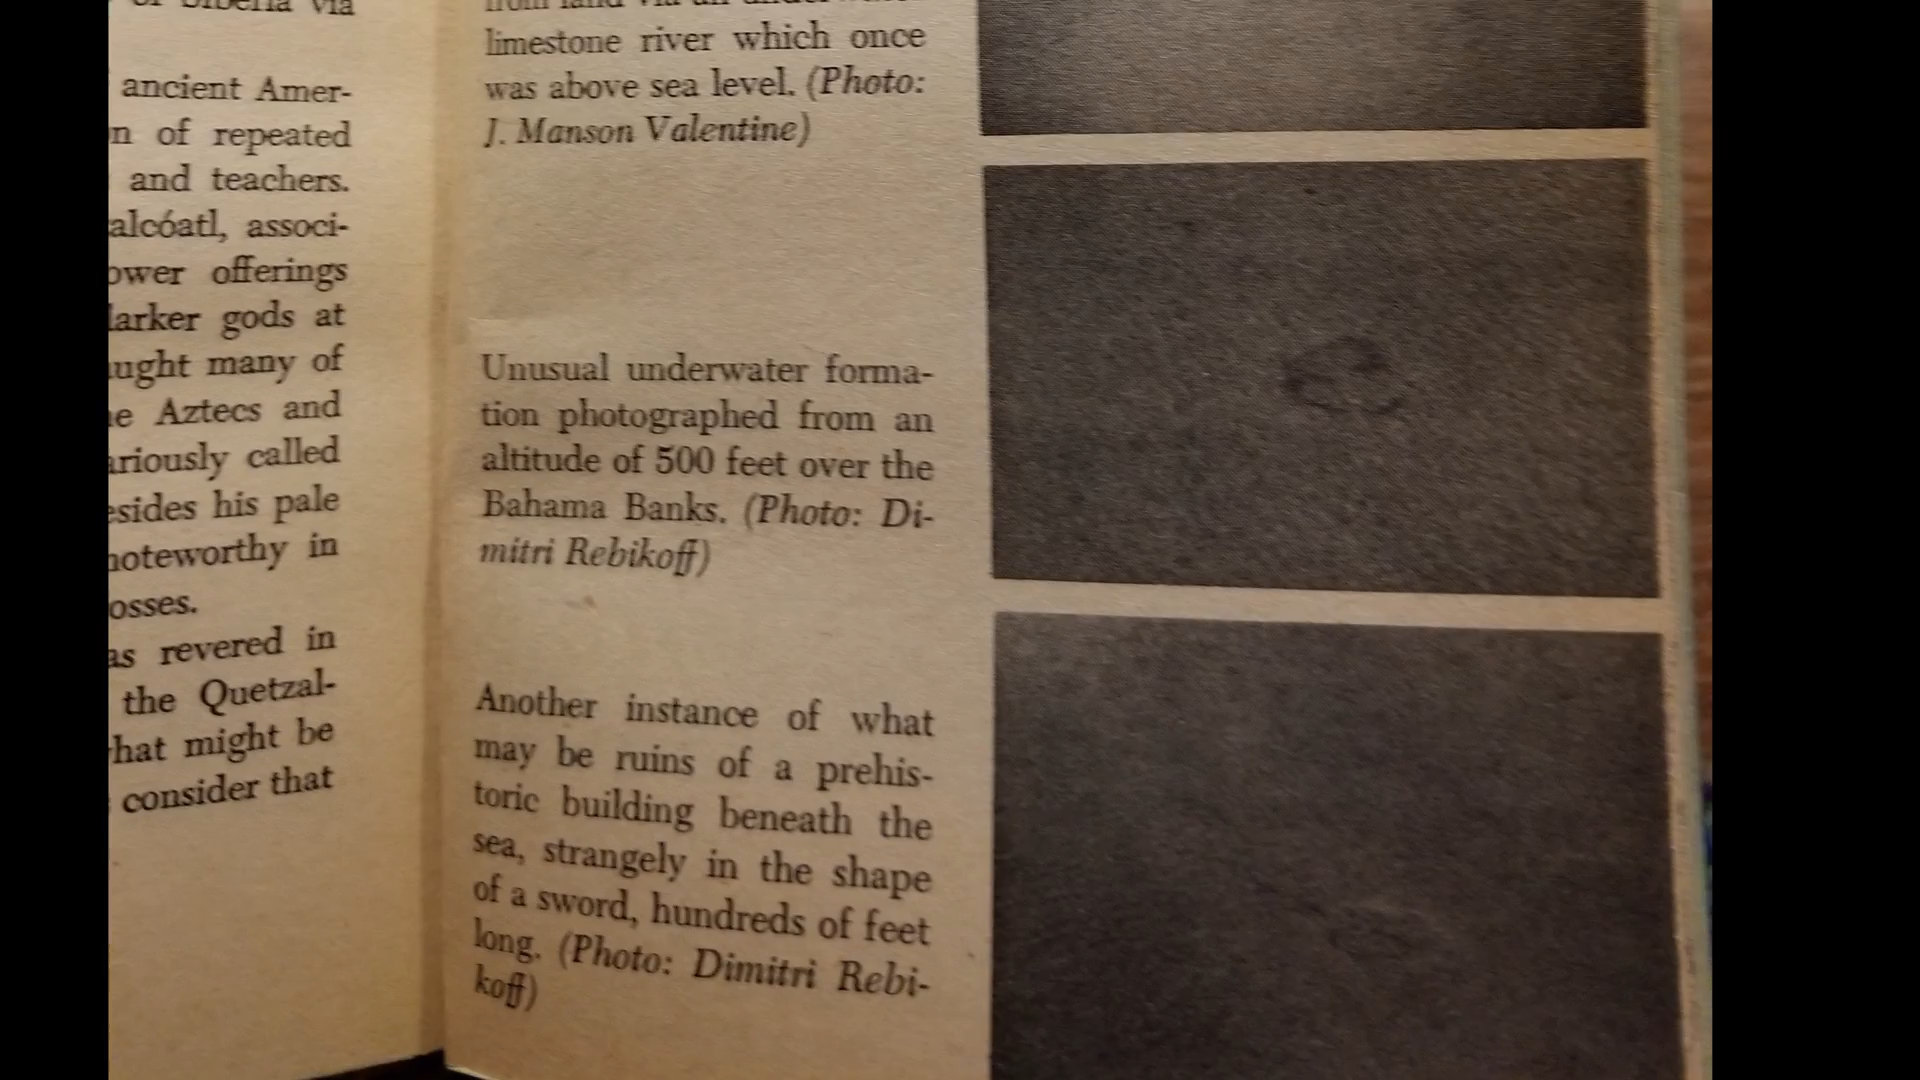 via
ancient Amer-
of repeated
and teachers.
alcóatl, associ-
ower offerings
arker gods at
ught many of
e Aztecs and
riously called
esides his pale
noteworthy in
osses.
as revered in
the Quetzal-
hat might be
consider that
limestone river which once
was above sea level. (Photo:
J. Manson Valentine)
Unusual underwater forma-
tion photographed from an
altitude of 500 feet over the
Bahama Banks. (Photo: Di-
mitri Rebikoff)
Another instance of what
may be ruins of a prehis-
toric building beneath the
sea, strangely in the shape
of a sword, hundreds of feet
long. (Photo: Dimitri Rebi-
koff)